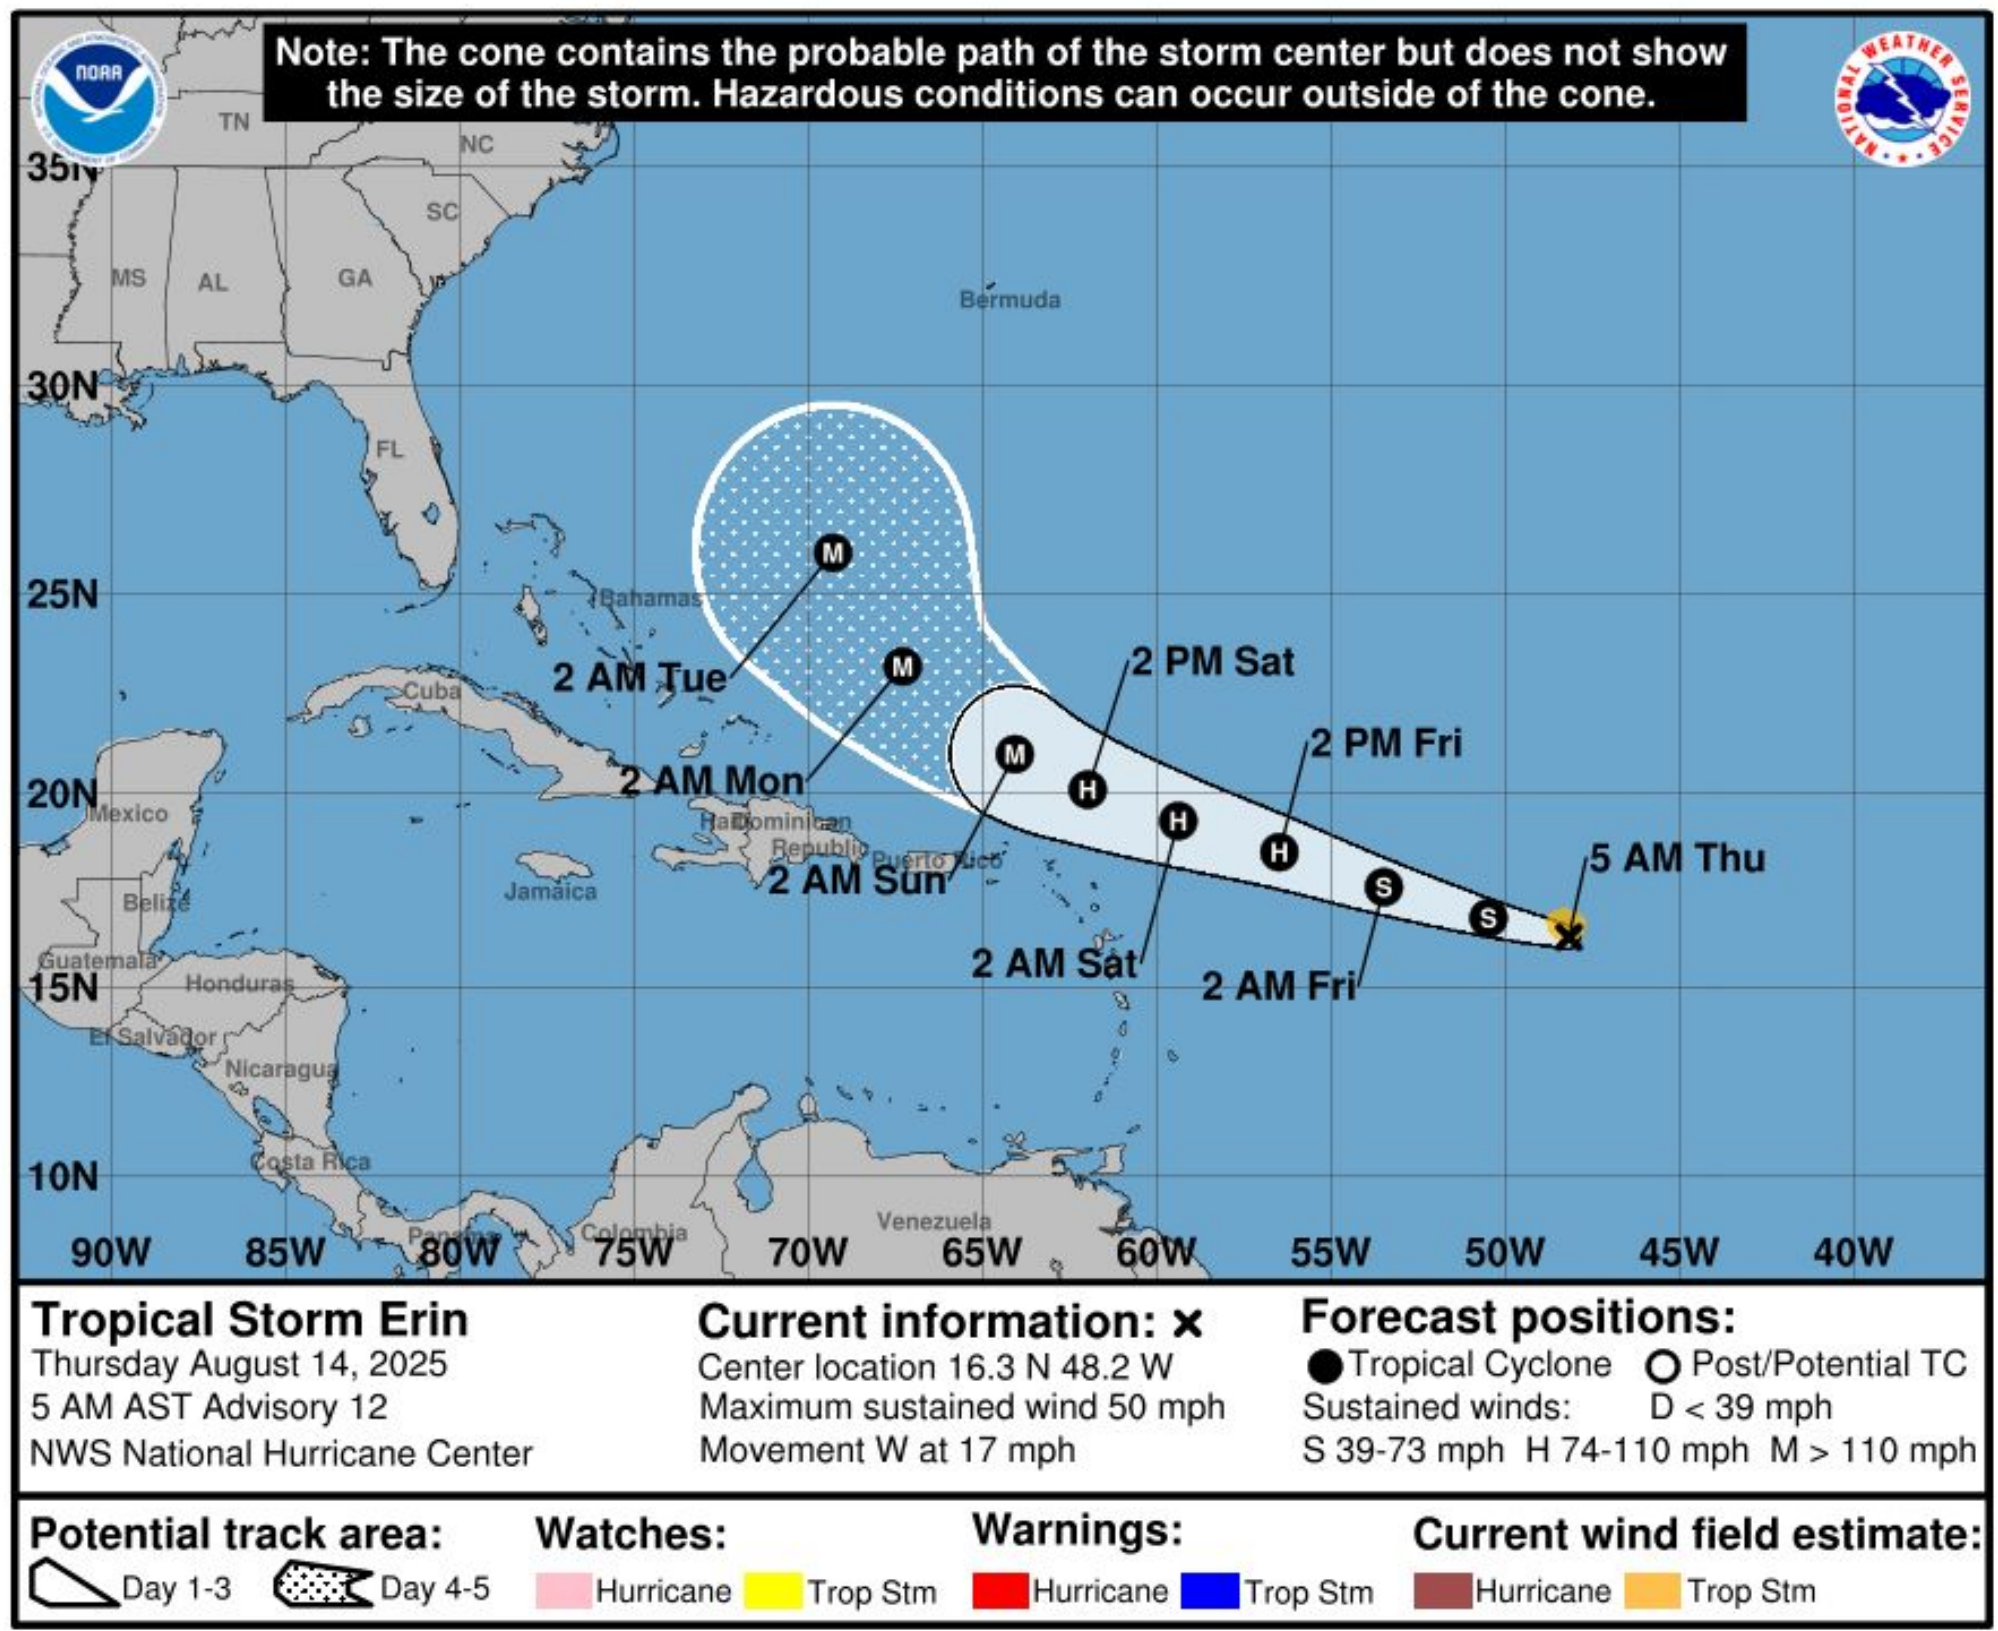 Note: The cone contains the probable path of the storm center but does not show
the size of the storm. Hazardous conditions can occur outside of the cone.
NOAA
NATIONAL WEATHER SERVICE
TN
NC
35N
SC
MS
AL
GA
Bermuda
30N
FL
25N
Bahamas
M
2 AM Tue
M
2 PM Sat
Cuba
2 AM Mon
M
H
2 PM Fri
20N
Mexico
Haiti
Dominican
Republic
Puerto Rico
H
H
5 AM Thu
2 AM Sun
Jamaica
S
S
Belize
2 AM Sat
2 AM Fri
Guatemala
15N
Honduras
El Salvador
Nicaragua
Costa Rica
10N
Panama
Colombia
Venezuela
90W 85W 80W 75W 70W 65W 60W 55W 50W 45W 40W
Tropical Storm Erin
Thursday August 14, 2025
5 AM AST Advisory 12
NWS National Hurricane Center
Current information: x
Center location 16.3 N 48.2 W
Maximum sustained wind 50 mph
Movement W at 17 mph
Forecast positions:
Tropical Cyclone Post/Potential TC
Sustained winds: D < 39 mph
S 39-73 mph H 74-110 mph M > 110 mph
Potential track area:
Day 1-3 Day 4-5
Watches:
Hurricane Trop Stm
Warnings:
Hurricane Trop Stm
Current wind field estimate:
Hurricane Trop Stm